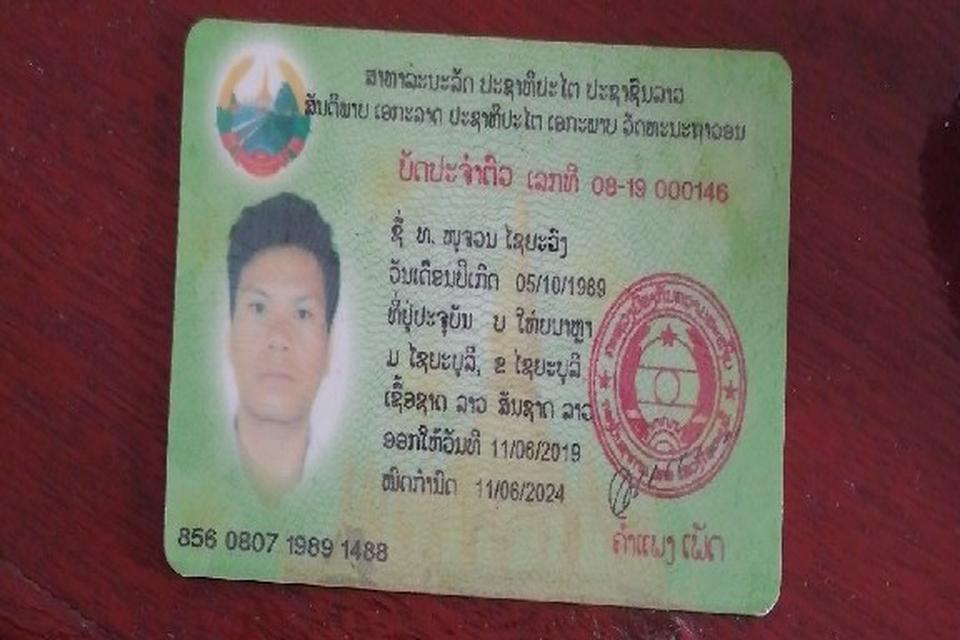 ສາທາລະນະລັດ ປະຊາທິປະໄຕ ປະຊາຊົນລາວ
ສັນຕິພາບ ເອກະລາດ ປະຊາທິປະໄຕ ເອກະພາບ ວັດທະນະຖາວອນ
ບັດປະຈຳຕົວ ເລກທີ 08-19 000146
ຊື່ ທ. ໜຸຈອນ ໄຊຍະວົງ
ວັນເດືອນປີເກີດ 05/10/1989
ທີ່ຢູ່ປະຈຸບັນ ບ ໃຫ່ຍນາຫຼາ
ມ ໄຊຍະບູລີ, ຂ ໄຊຍະບູລີ
ເຊື້ອຊາດ ລາວ ສັນຊາດ ລາວ
ອອກໃຫ້ວັນທີ 11/06/2019
ໝົດກຳນົດ 11/06/2024
856 0807 1989 1488
ຄຳແພງ ເພັດ